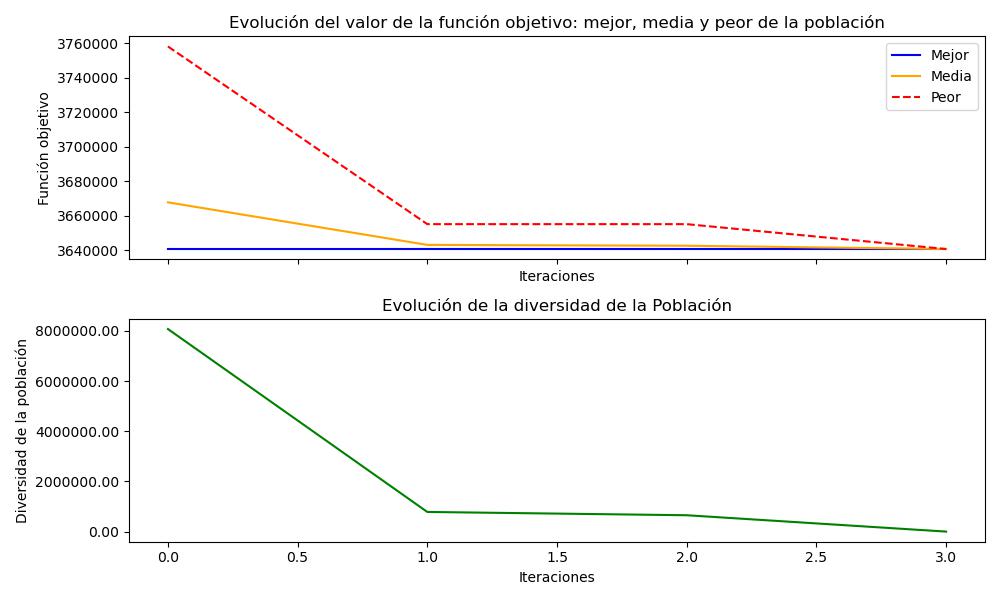 Evolución del valor de la función objetivo: mejor, media y peor de la población
Función objetivo
3760000
3740000
3720000
3700000
3680000
3660000
3640000
Mejor
Media
Peor
Iteraciones
Evolución de la diversidad de la Población
Diversidad de la población
8000000.00
6000000.00
4000000.00
2000000.00
0.00
0.0 0.5 1.0 1.5 2.0 2.5 3.0
Iteraciones